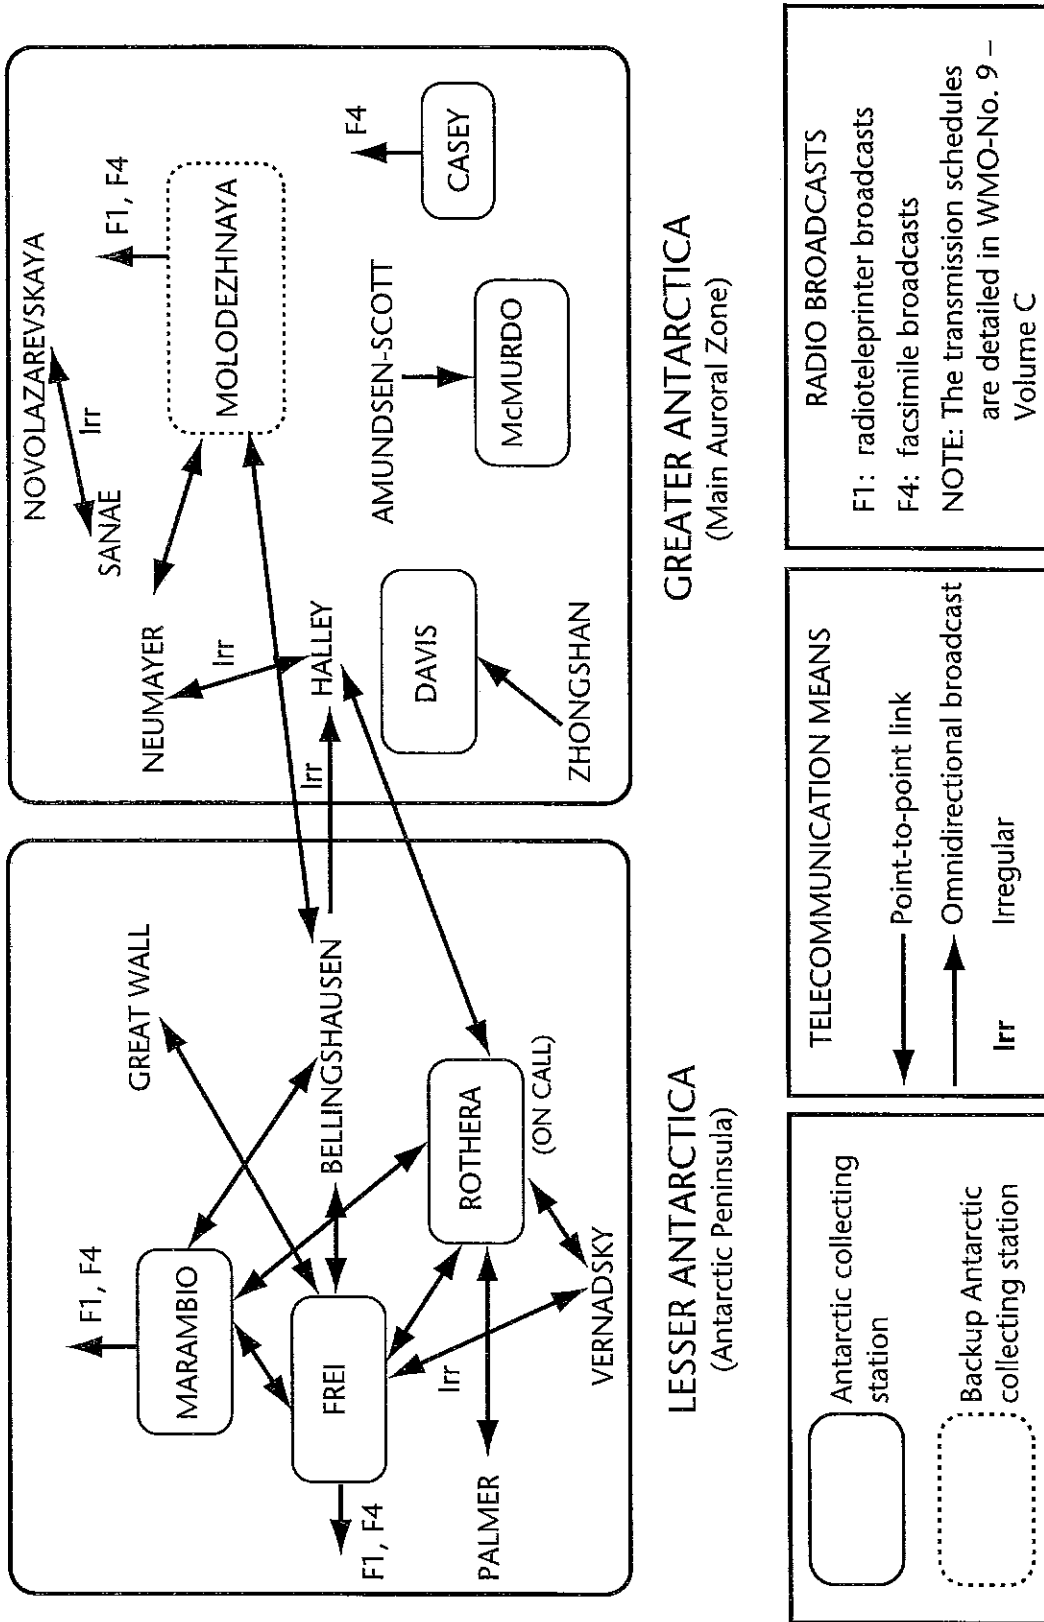 F1, F4
MARAMBIO
GREAT WALL
FREI
BELLINGSHAUSEN
F1, F4
Irr
PALMER
ROTHERA
(ON CALL)
VERNADSKY
LESSER ANTARCTICA
(Antarctic Peninsula)
NOVOLAZAREVSKAYA
Irr
SANAE
F1, F4
NEUMAYER
MOLODEZHNAYA
Irr
Irr
HALLEY
F4
DAVIS
AMUNDSEN-SCOTT
CASEY
McMURDO
ZHONGSHAN
GREATER ANTARCTICA
(Main Auroral Zone)
Antarctic collecting
station
Backup Antarctic
collecting station
TELECOMMUNICATION MEANS
Point-to-point link
Omnidirectional broadcast
Irr Irregular
RADIO BROADCASTS
F1: radioteleprinter broadcasts
F4: facsimile broadcasts
NOTE: The transmission schedules
are detailed in WMO-No. 9 –
Volume C